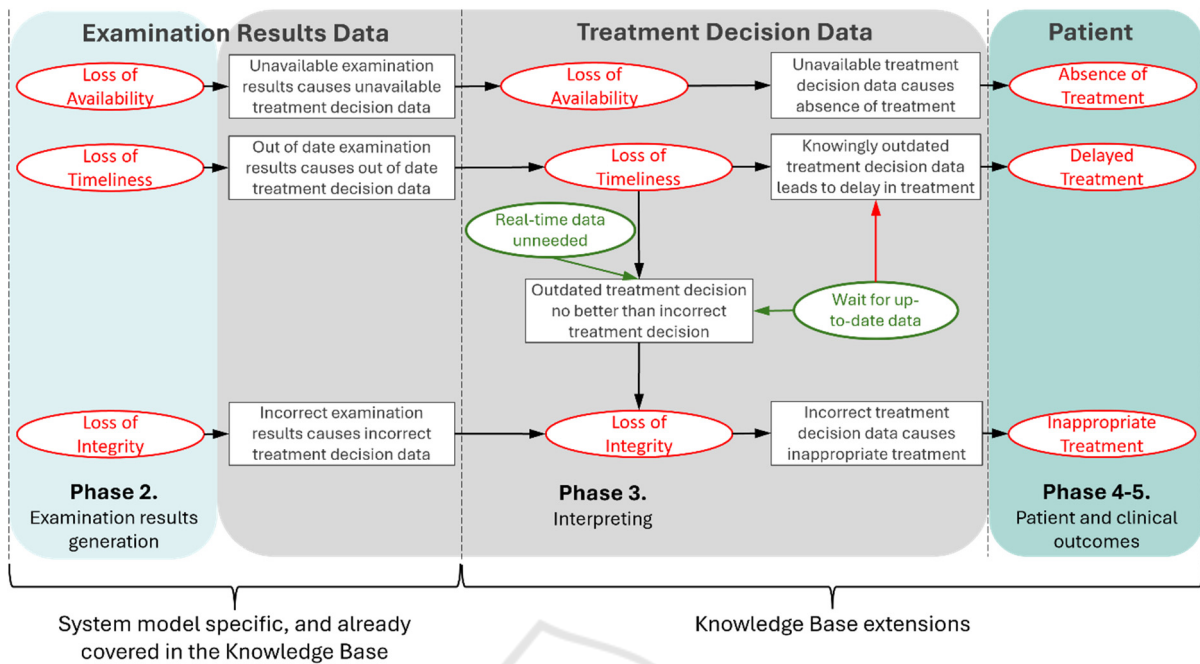 Examination Results Data
Treatment Decision Data
Patient
Loss of
Availability
Unavailable examination
results causes unavailable
treatment decision data
Loss of
Availability
Unavailable treatment
decision data causes
absence of treatment
Absence of
Treatment
Loss of
Timeliness
Out of date examination
results causes out of date
treatment decision data
Loss of
Timeliness
Knowingly outdated
treatment decision data
leads to delay in treatment
Delayed
Treatment
Real-time data
unneeded
Outdated treatment decision
no better than incorrect
treatment decision
Wait for up-
to-date data
Loss of
Integrity
Incorrect examination
results causes incorrect
treatment decision data
Loss of
Integrity
Incorrect treatment
decision data causes
inappropriate treatment
Inappropriate
Treatment
Phase 2.
Examination results
generation
Phase 3.
Interpreting
Phase 4-5.
Patient and clinical
outcomes
System model specific, and already
covered in the Knowledge Base
Knowledge Base extensions